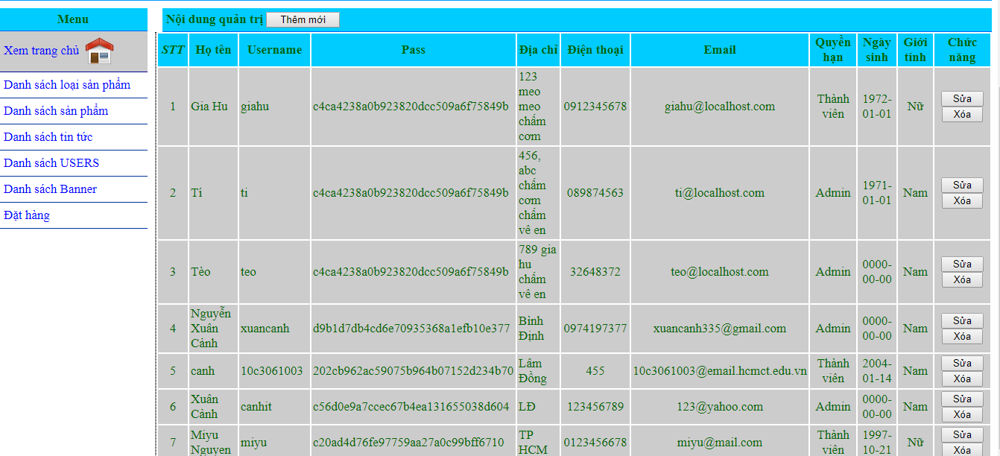 Menu
Xem trang chủ
Danh sách loại sản phẩm
Danh sách sản phẩm
Danh sách tin tức
Danh sách USERS
Danh sách Banner
Đặt hàng
Nội dung quản trị Thêm mới
STT Họ tên Username Pass Địa chỉ Điện thoại Email Quyền hạn Ngày sinh Giới tính Chức năng
1 Gia Hu giahu c4ca4238a0b923820dcc509a6f75849b 123 meo meo chấm cơm 0912345678 giahu@localhost.com Thành viên 1972-01-01 Nữ Sửa Xóa
2 Tí ti c4ca4238a0b923820dcc509a6f75849b 456, abc chấm cơm chấm vê en 089874563 ti@localhost.com Admin 1971-01-01 Nam Sửa Xóa
3 Tèo teo c4ca4238a0b923820dcc509a6f75849b 789 gia hu chấm vê en 32648372 teo@localhost.com Admin 0000-00-00 Nam Sửa Xóa
4 Nguyễn Xuân Cảnh xuancanh d9b1d7db4cd6e70935368a1efb10e377 Bình Định 0974197377 xuancanh335@gmail.com Admin 0000-00-00 Nam Sửa Xóa
5 canh 10c3061003 202cb962ac59075b964b07152d234b70 Lâm Đồng 455 10c3061003@email.hcmct.edu.vn Thành viên 2004-01-14 Nam Sửa Xóa
6 Xuân Cảnh canhit c56d0e9a7ccec67b4ea131655038d604 LĐ 123456789 123@yahoo.com Admin 0000-00-00 Nam Sửa Xóa
7 Miyu Nguyen miyu c20ad4d76fe97759aa27a0c99bff6710 TP HCM 0123456678 miyu@mail.com Thành viên 1997-10-21 Nữ Sửa Xóa